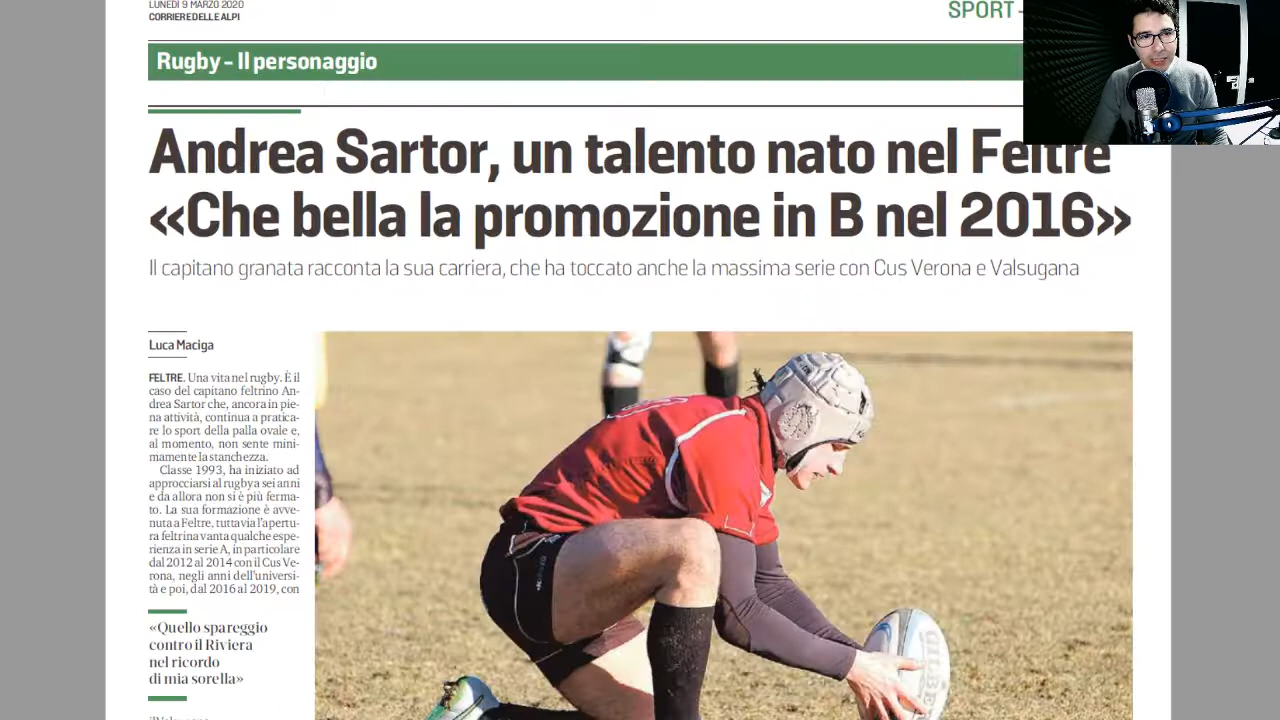 LUNEDÌ 9 MARZO 2020
CORRIERE DELLE ALPI
SPORT
Rugby - Il personaggio
Andrea Sartor, un talento nato nel Feltre
«Che bella la promozione in B nel 2016»
Il capitano granata racconta la sua carriera, che ha toccato anche la massima serie con Cus Verona e Valsugana
Luca Maciga
FELTRE. Una vita nel rugby. È il
caso del capitano feltrino An-
drea Sartor che, ancora in pie-
na attività, continua a pratica-
re lo sport della palla ovale e,
al momento, non sente mini-
mamente la stanchezza.
Classe 1993, ha iniziato ad
approcciarsi al rugby a sei anni
e da allora non si è più ferma-
to. La sua formazione è avve-
nuta a Feltre, tuttavia l'apertu-
ra feltrina vanta qualche espe-
rienza in serie A, in particolare
dal 2012 al 2014 con il Cus Ve-
rona, negli anni dell'universi-
tà e poi, dal 2016 al 2019, con
«Quello spareggio
contro il Riviera
nel ricordo
di mia sorella»
GILBERT